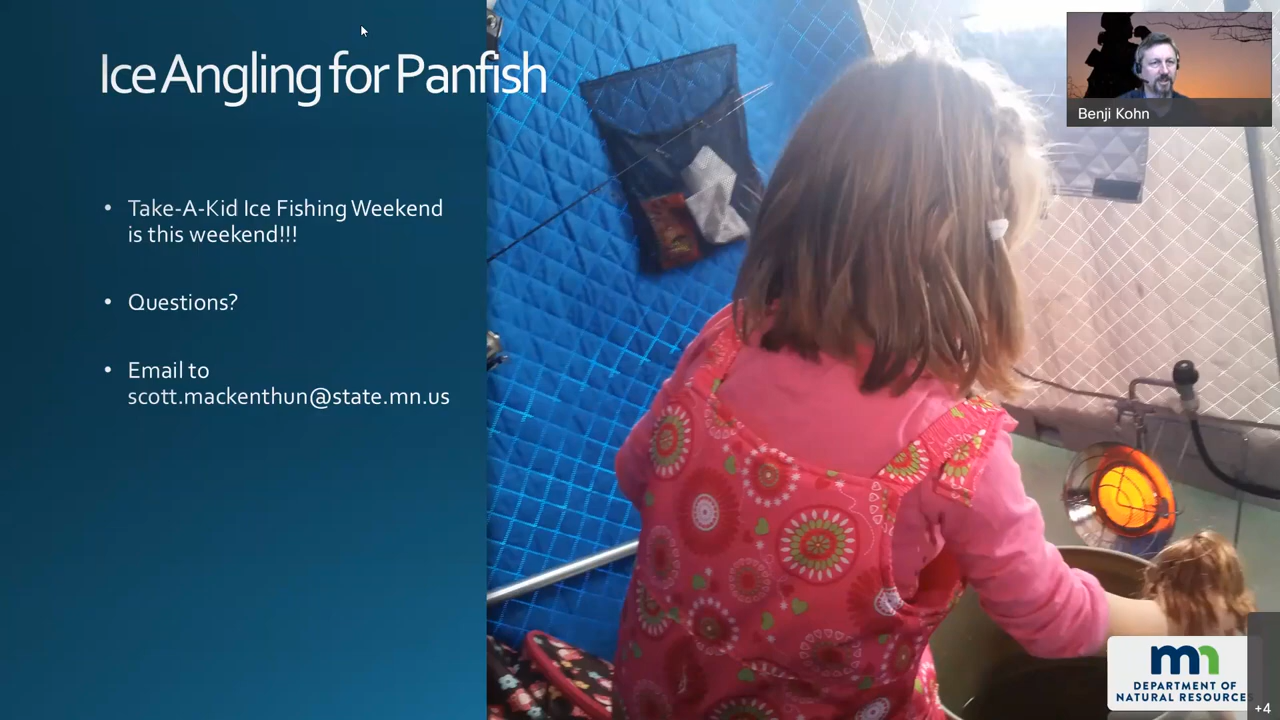 Ice Angling for Panfish
Benji Kohn
• Take-A-Kid Ice Fishing Weekend
is this weekend!!!
• Questions?
• Email to
scott.mackenthun@state.mn.us
mn
DEPARTMENT OF
NATURAL RESOURCES
+4